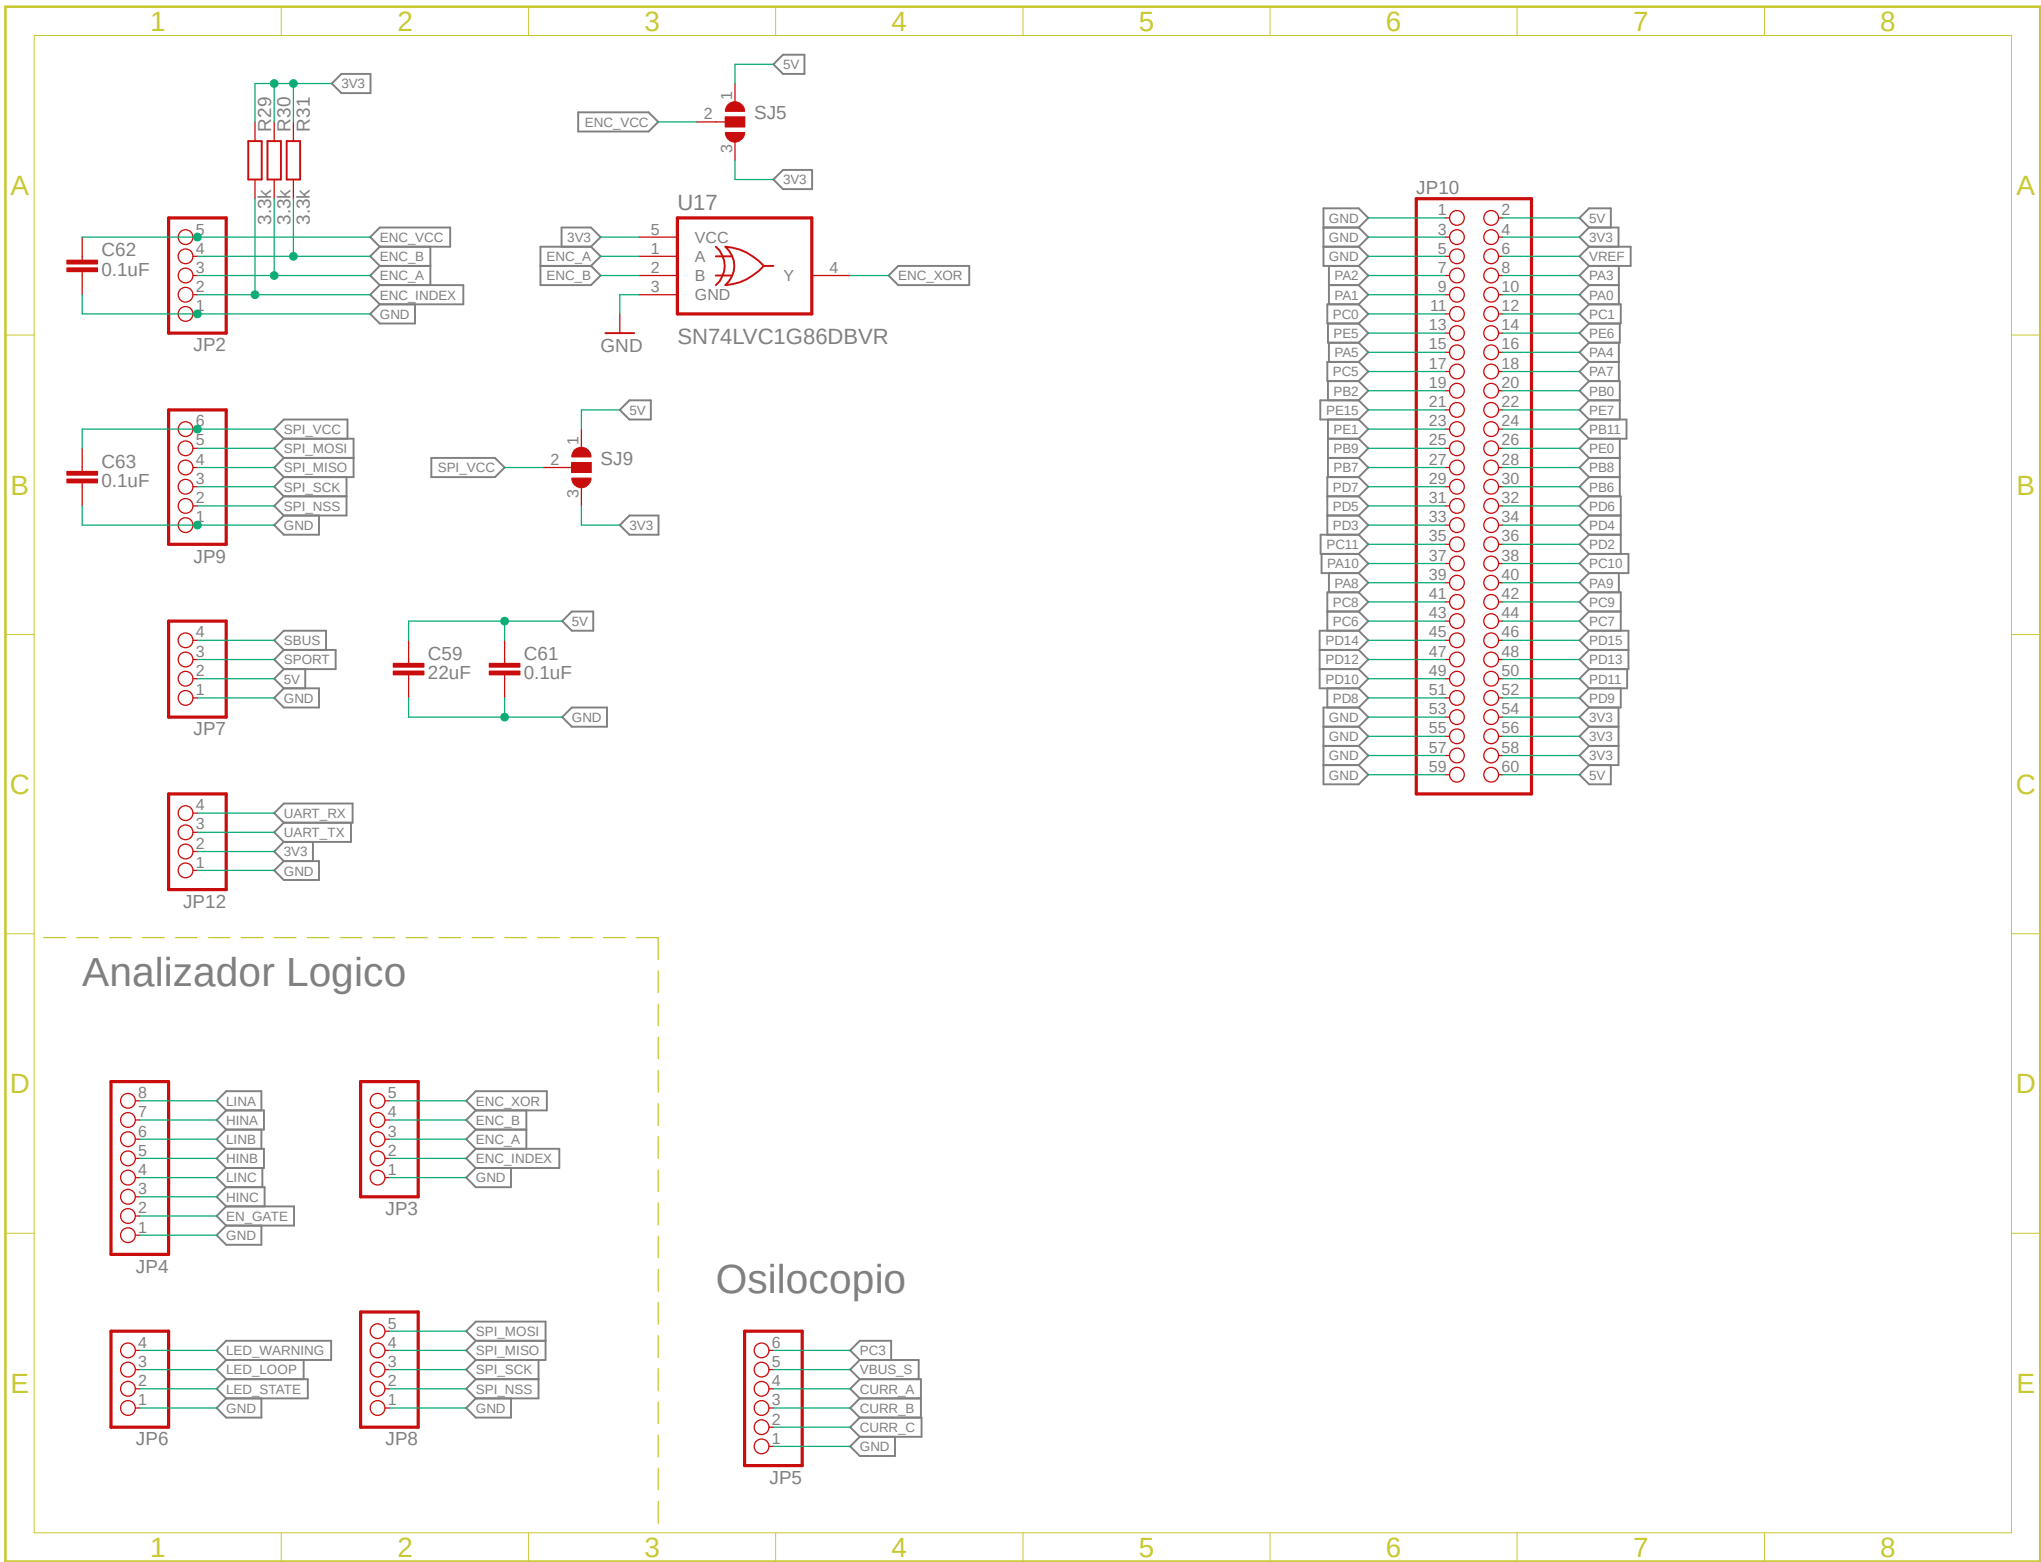 1 2 3 4 5 6 7 8
A
B
C
D
E
3V3
R29 R30 R31
3.3k 3.3k 3.3k
C62
0.1uF
5 ENC_VCC
4 ENC_B
3 ENC_A
2 ENC_INDEX
1 GND
JP2
5V
1
ENC_VCC 2 SJ5
3
3V3
U17
3V3 5 VCC
ENC_A 1 A
ENC_B 2 B Y 4 ENC_XOR
3 GND
GND
SN74LVC1G86DBVR
C63
0.1uF
6 SPI_VCC
5 SPI_MOSI
4 SPI_MISO
3 SPI_SCK
2 SPI_NSS
1 GND
JP9
5V
1
SPI_VCC 2 SJ9
3
3V3
4 SBUS
3 SPORT
2 5V
1 GND
JP7
5V
C59 C61
22uF 0.1uF
GND
4 UART_RX
3 UART_TX
2 3V3
1 GND
JP12
JP10
GND 1 2 5V
GND 3 4 3V3
GND 5 6 VREF
PA2 7 8 PA3
PA1 9 10 PA0
PC0 11 12 PC1
PE5 13 14 PE6
PA5 15 16 PA4
PC5 17 18 PA7
PB2 19 20 PB0
PE15 21 22 PE7
PE1 23 24 PB11
PB9 25 26 PE0
PB7 27 28 PB8
PD7 29 30 PB6
PD5 31 32 PD6
PD3 33 34 PD4
PC11 35 36 PD2
PA10 37 38 PC10
PA8 39 40 PA9
PC8 41 42 PC9
PC6 43 44 PC7
PD14 45 46 PD15
PD12 47 48 PD13
PD10 49 50 PD11
PD8 51 52 PD9
GND 53 54 3V3
GND 55 56 3V3
GND 57 58 3V3
GND 59 60 5V
Analizador Logico
8 LINA
7 HINA
6 LINB
5 HINB
4 LINC
3 HINC
2 EN_GATE
1 GND
JP4
5 ENC_XOR
4 ENC_B
3 ENC_A
2 ENC_INDEX
1 GND
JP3
4 LED_WARNING
3 LED_LOOP
2 LED_STATE
1 GND
JP6
5 SPI_MOSI
4 SPI_MISO
3 SPI_SCK
2 SPI_NSS
1 GND
JP8
Osilocopio
6 PC3
5 VBUS_S
4 CURR_A
3 CURR_B
2 CURR_C
1 GND
JP5
A
B
C
D
E
1 2 3 4 5 6 7 8